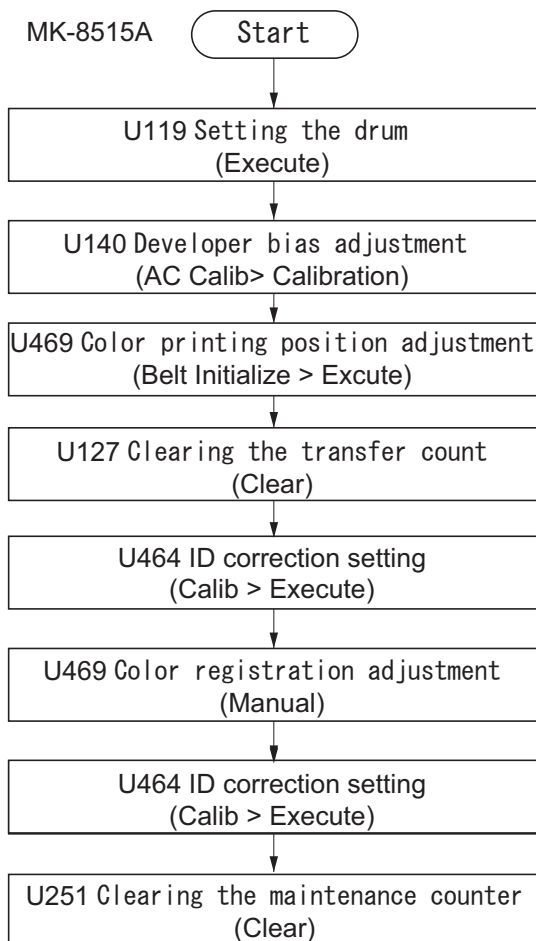 MK-8515A
Start
U119 Setting the drum
(Execute)
U140 Developer bias adjustment
(AC Calib> Calibration)
U469 Color printing position adjustment
(Belt Initialize > Excute)
U127 Clearing the transfer count
(Clear)
U464 ID correction setting
(Calib > Execute)
U469 Color registration adjustment
(Manual)
U464 ID correction setting
(Calib > Execute)
U251 Clearing the maintenance counter
(Clear)